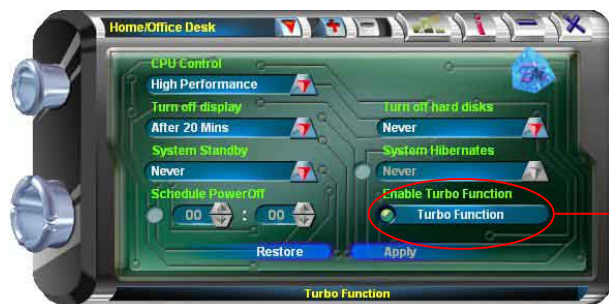 Home/Office Desk
CPU Control
High Performance
Turn off display
Turn off hard disks
After 20 Mins
Never
System Standby
System Hibernates
Never
Never
Schedule PowerOff
Enable Turbo Function
00 : 00
Turbo Function
Restore
Apply
Turbo Function